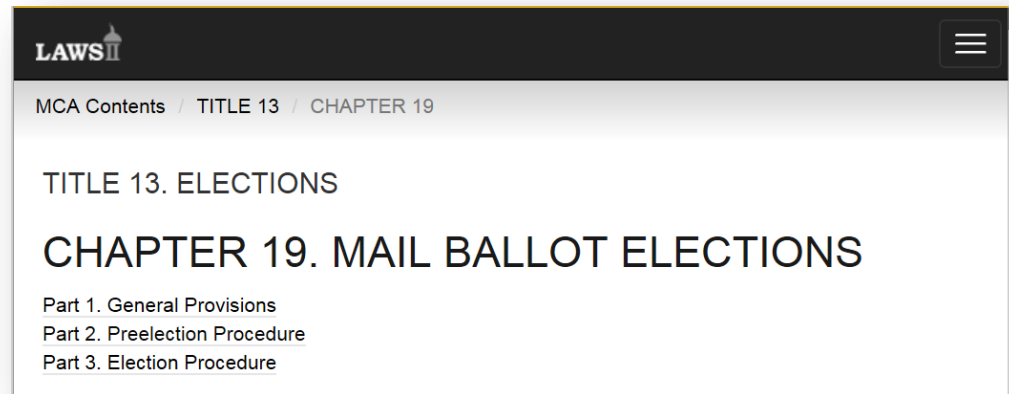 LAWS
MCA Contents / TITLE 13 / CHAPTER 19
TITLE 13. ELECTIONS
CHAPTER 19. MAIL BALLOT ELECTIONS
Part 1. General Provisions
Part 2. Preelection Procedure
Part 3. Election Procedure